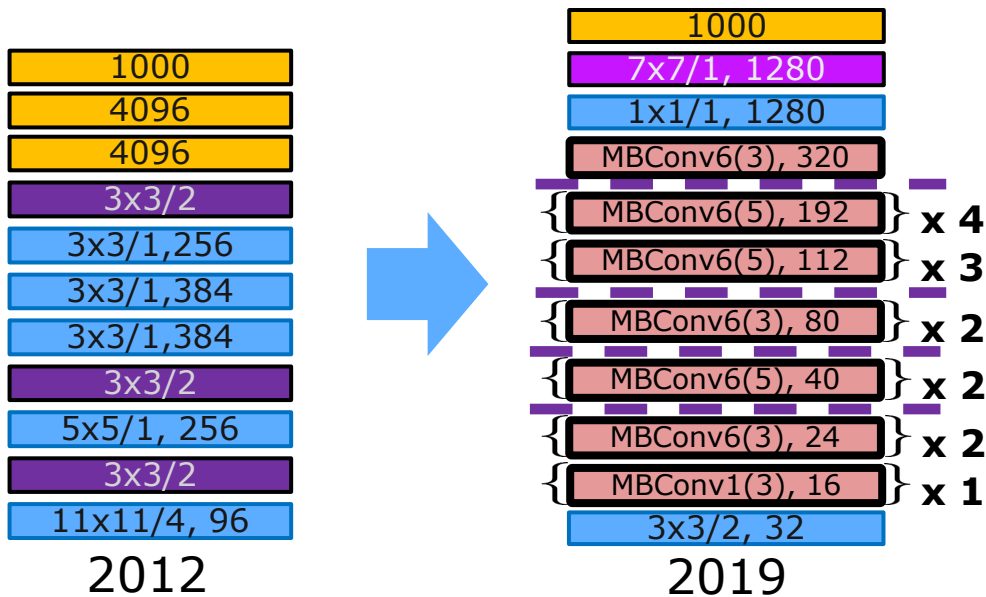 1000
4096
4096
3x3/2
3x3/1,256
3x3/1,384
3x3/1,384
3x3/2
5x5/1, 256
3x3/2
11x11/4, 96
2012
1000
7x7/1, 1280
1x1/1, 1280
MBConv6(3), 320
{ MBConv6(5), 192 } x 4
{ MBConv6(5), 112 } x 3
{ MBConv6(3), 80 } x 2
{ MBConv6(5), 40 } x 2
{ MBConv6(3), 24 } x 2
{ MBConv1(3), 16 } x 1
3x3/2, 32
2019